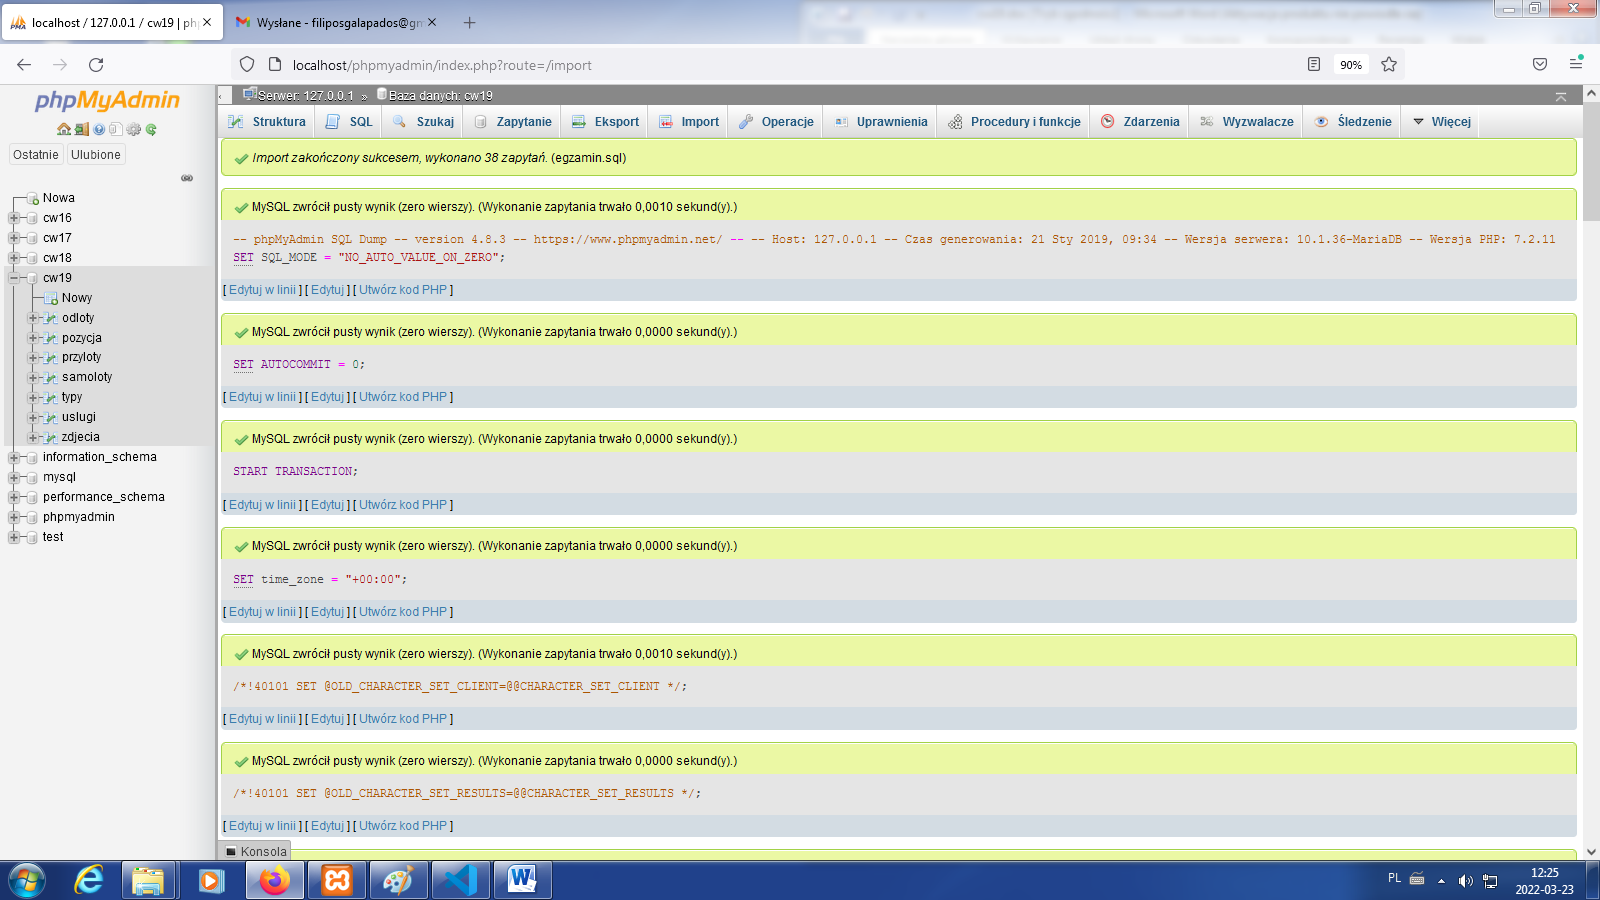 localhost / 127.0.0.1 / cw19 | ph
Wysłane - filiposgalapados@gm
localhost/phpmyadmin/index.php?route=/import
90%
phpMyAdmin
Ostatnie
Ulubione
Nowa
cw16
cw17
cw18
cw19
Nowy
odloty
pozycja
przyloty
samoloty
typy
uslugi
zdjecia
information_schema
mysql
performance_schema
phpmyadmin
test
Serwer: 127.0.0.1 » Baza danych: cw19
Struktura SQL Szukaj Zapytanie Eksport Import Operacje Uprawnienia Procedury i funkcje Zdarzenia Wyzwalacze Śledzenie Więcej
Import zakończony sukcesem, wykonano 38 zapytań. (egzamin.sql)
MySQL zwrócił pusty wynik (zero wierszy). (Wykonanie zapytania trwało 0,0010 sekund(y).)
-- phpMyAdmin SQL Dump -- version 4.8.3 -- https://www.phpmyadmin.net/ -- -- Host: 127.0.0.1 -- Czas generowania: 21 Sty 2019, 09:34 -- Wersja serwera: 10.1.36-MariaDB -- Wersja PHP: 7.2.11
SET SQL_MODE = "NO_AUTO_VALUE_ON_ZERO";
[ Edytuj w linii ] [ Edytuj ] [ Utwórz kod PHP ]
MySQL zwrócił pusty wynik (zero wierszy). (Wykonanie zapytania trwało 0,0000 sekund(y).)
SET AUTOCOMMIT = 0;
[ Edytuj w linii ] [ Edytuj ] [ Utwórz kod PHP ]
MySQL zwrócił pusty wynik (zero wierszy). (Wykonanie zapytania trwało 0,0000 sekund(y).)
START TRANSACTION;
[ Edytuj w linii ] [ Edytuj ] [ Utwórz kod PHP ]
MySQL zwrócił pusty wynik (zero wierszy). (Wykonanie zapytania trwało 0,0000 sekund(y).)
SET time_zone = "+00:00";
[ Edytuj w linii ] [ Edytuj ] [ Utwórz kod PHP ]
MySQL zwrócił pusty wynik (zero wierszy). (Wykonanie zapytania trwało 0,0010 sekund(y).)
/*!40101 SET @OLD_CHARACTER_SET_CLIENT=@@CHARACTER_SET_CLIENT */;
[ Edytuj w linii ] [ Edytuj ] [ Utwórz kod PHP ]
MySQL zwrócił pusty wynik (zero wierszy). (Wykonanie zapytania trwało 0,0000 sekund(y).)
/*!40101 SET @OLD_CHARACTER_SET_RESULTS=@@CHARACTER_SET_RESULTS */;
[ Edytuj w linii ] [ Edytuj ] [ Utwórz kod PHP ]
Konsola
PL
12:25
2022-03-23